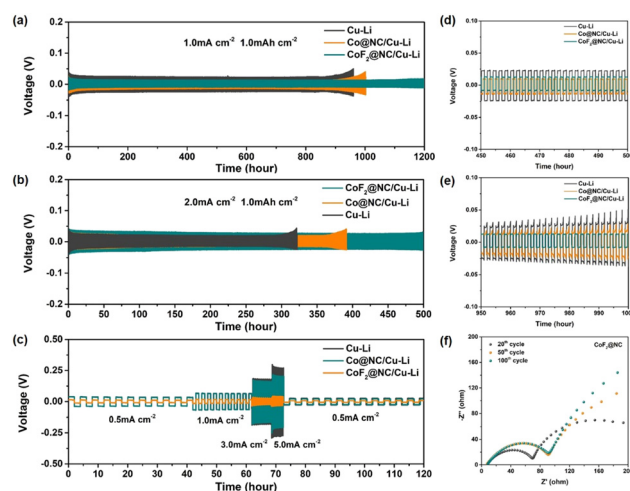 (a)
1.0mA cm⁻² 1.0mAh cm⁻²
Cu-Li
Co@NC/Cu-Li
CoF₂@NC/Cu-Li
Voltage (V)
0.2
0.1
0.0
-0.1
-0.2
0 200 400 600 800 1000 1200
Time (hour)
(b)
2.0mA cm⁻² 1.0mAh cm⁻²
CoF₂@NC/Cu-Li
Co@NC/Cu-Li
Cu-Li
Voltage (V)
0.2
0.1
0.0
-0.1
-0.2
0 50 100 150 200 250 300 350 400 450 500
Time (hour)
(c)
Cu-Li
Co@NC/Cu-Li
CoF₂@NC/Cu-Li
Voltage (V)
0.50
0.25
0.00
-0.25
-0.50
0.5mA cm⁻²
1.0mA cm⁻²
3.0mA cm⁻²
5.0mA cm⁻²
0.5mA cm⁻²
0 10 20 30 40 50 60 70 80 90 100 110 120
Time (hour)
(d)
Cu-Li
Co@NC/Cu-Li
CoF₂@NC/Cu-Li
Voltage (V)
0.10
0.05
0.00
-0.05
-0.10
450 460 470 480 490 500
Time (hour)
(e)
Cu-Li
Co@NC/Cu-Li
CoF₂@NC/Cu-Li
Voltage (V)
0.10
0.05
0.00
-0.05
-0.10
950 960 970 980 990 1000
Time (hour)
(f)
20th cycle
50th cycle
100th cycle
CoF₂@NC
-Z" (ohm)
200
160
120
80
40
0
0 40 80 120 160 200
Z' (ohm)